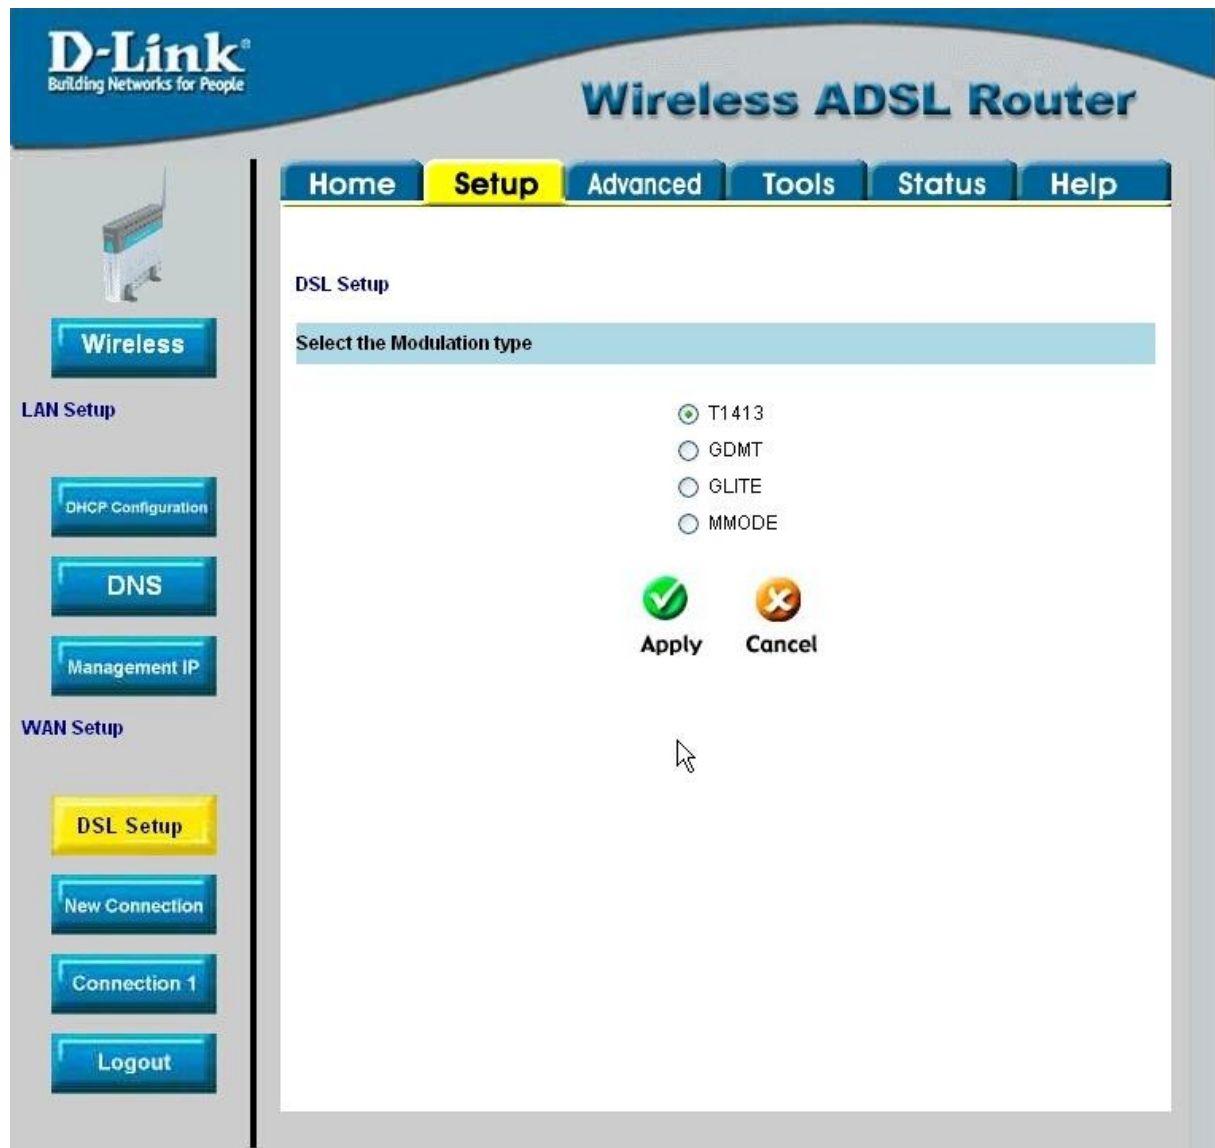 D-Link®
Building Networks for People
Wireless ADSL Router
Home Setup Advanced Tools Status Help
Wireless
LAN Setup
DHCP Configuration
DNS
Management IP
WAN Setup
DSL Setup
New Connection
Connection 1
Logout
DSL Setup
Select the Modulation type
T1413
GDMT
GLITE
MMODE
Apply Cancel